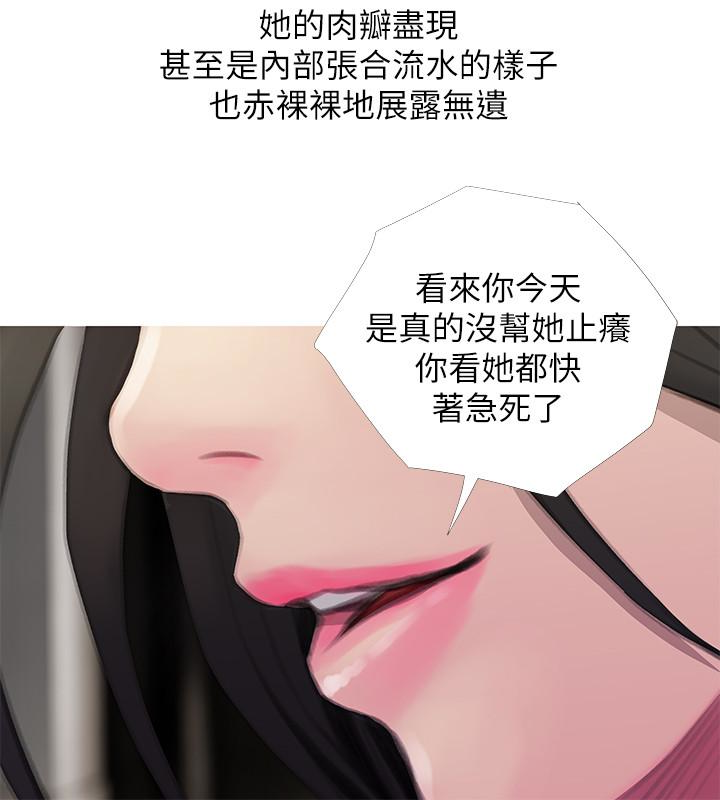 她的肉瓣盡現
甚至是內部張合流水的樣子
也赤裸裸地展露無遺
看來你今天
是真的沒幫她止癢
你看她都快
著急死了